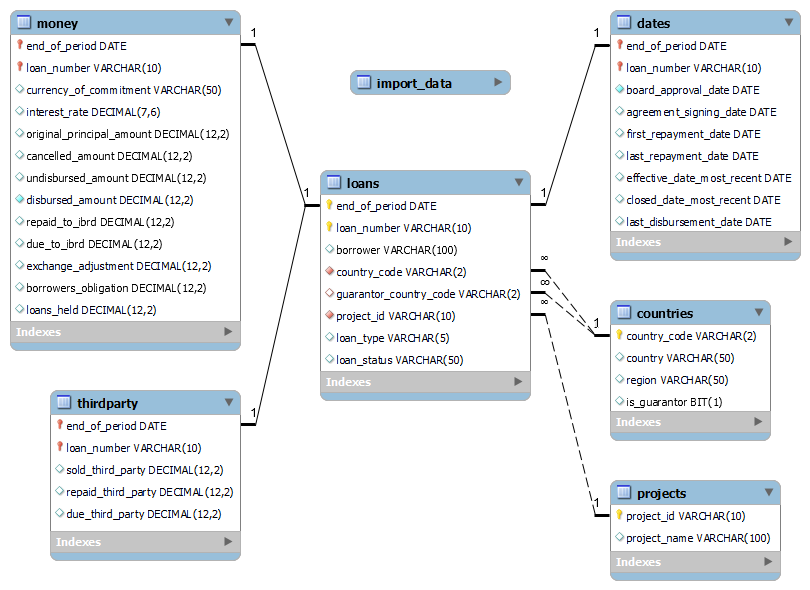 money
end_of_period DATE
loan_number VARCHAR(10)
currency_of_commitment VARCHAR(50)
interest_rate DECIMAL(7,6)
original_principal_amount DECIMAL(12,2)
cancelled_amount DECIMAL(12,2)
undisbursed_amount DECIMAL(12,2)
disbursed_amount DECIMAL(12,2)
repaid_to_ibrd DECIMAL(12,2)
due_to_ibrd DECIMAL(12,2)
exchange_adjustment DECIMAL(12,2)
borrowers_obligation DECIMAL(12,2)
loans_held DECIMAL(12,2)
Indexes
1
thirdparty
end_of_period DATE
loan_number VARCHAR(10)
sold_third_party DECIMAL(12,2)
repaid_third_party DECIMAL(12,2)
due_third_party DECIMAL(12,2)
Indexes
1
import_data
1
loans
end_of_period DATE
loan_number VARCHAR(10)
borrower VARCHAR(100)
country_code VARCHAR(2)
guarantor_country_code VARCHAR(2)
project_id VARCHAR(10)
loan_type VARCHAR(5)
loan_status VARCHAR(50)
Indexes
1
∞
∞
∞
1
dates
end_of_period DATE
loan_number VARCHAR(10)
board_approval_date DATE
agreement_signing_date DATE
first_repayment_date DATE
last_repayment_date DATE
effective_date_most_recent DATE
closed_date_most_recent DATE
last_disbursement_date DATE
Indexes
1
countries
country_code VARCHAR(2)
country VARCHAR(50)
region VARCHAR(50)
is_guarantor BIT(1)
Indexes
1
projects
project_id VARCHAR(10)
project_name VARCHAR(100)
Indexes